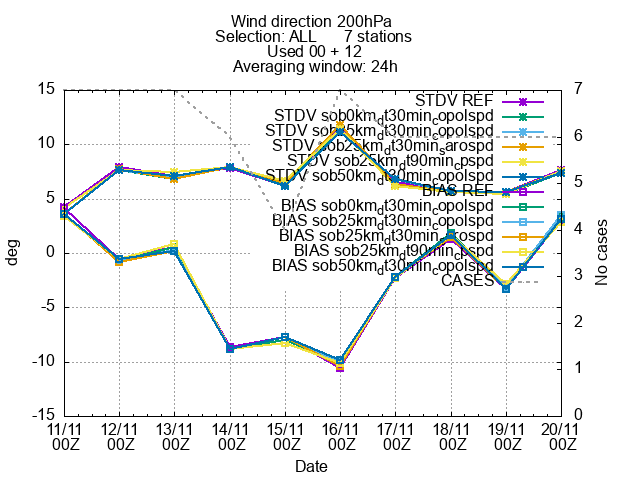 Wind direction 200hPa
Selection: ALL 7 stations
Used 00 + 12
Averaging window: 24h
15
10
5
0
-5
-10
-15
deg
7
6
5
4
3
2
1
0
No cases
STDV REF
STDV sob0km_dt30min_copolspd
STDV sob25km_dt30min_copolspd
STDV sob25km_dt30min_sarospd
STDV sob25km_dt90min_cpspd
STDV sob50km_dt30min_copolspd
BIAS REF
BIAS sob0km_dt30min_copolspd
BIAS sob25km_dt30min_copolspd
BIAS sob25km_dt30min_sarospd
BIAS sob25km_dt90min_cpspd
BIAS sob50km_dt30min_copolspd
CASES
11/11 12/11 13/11 14/11 15/11 16/11 17/11 18/11 19/11 20/11
00Z 00Z 00Z 00Z 00Z 00Z 00Z 00Z 00Z 00Z
Date